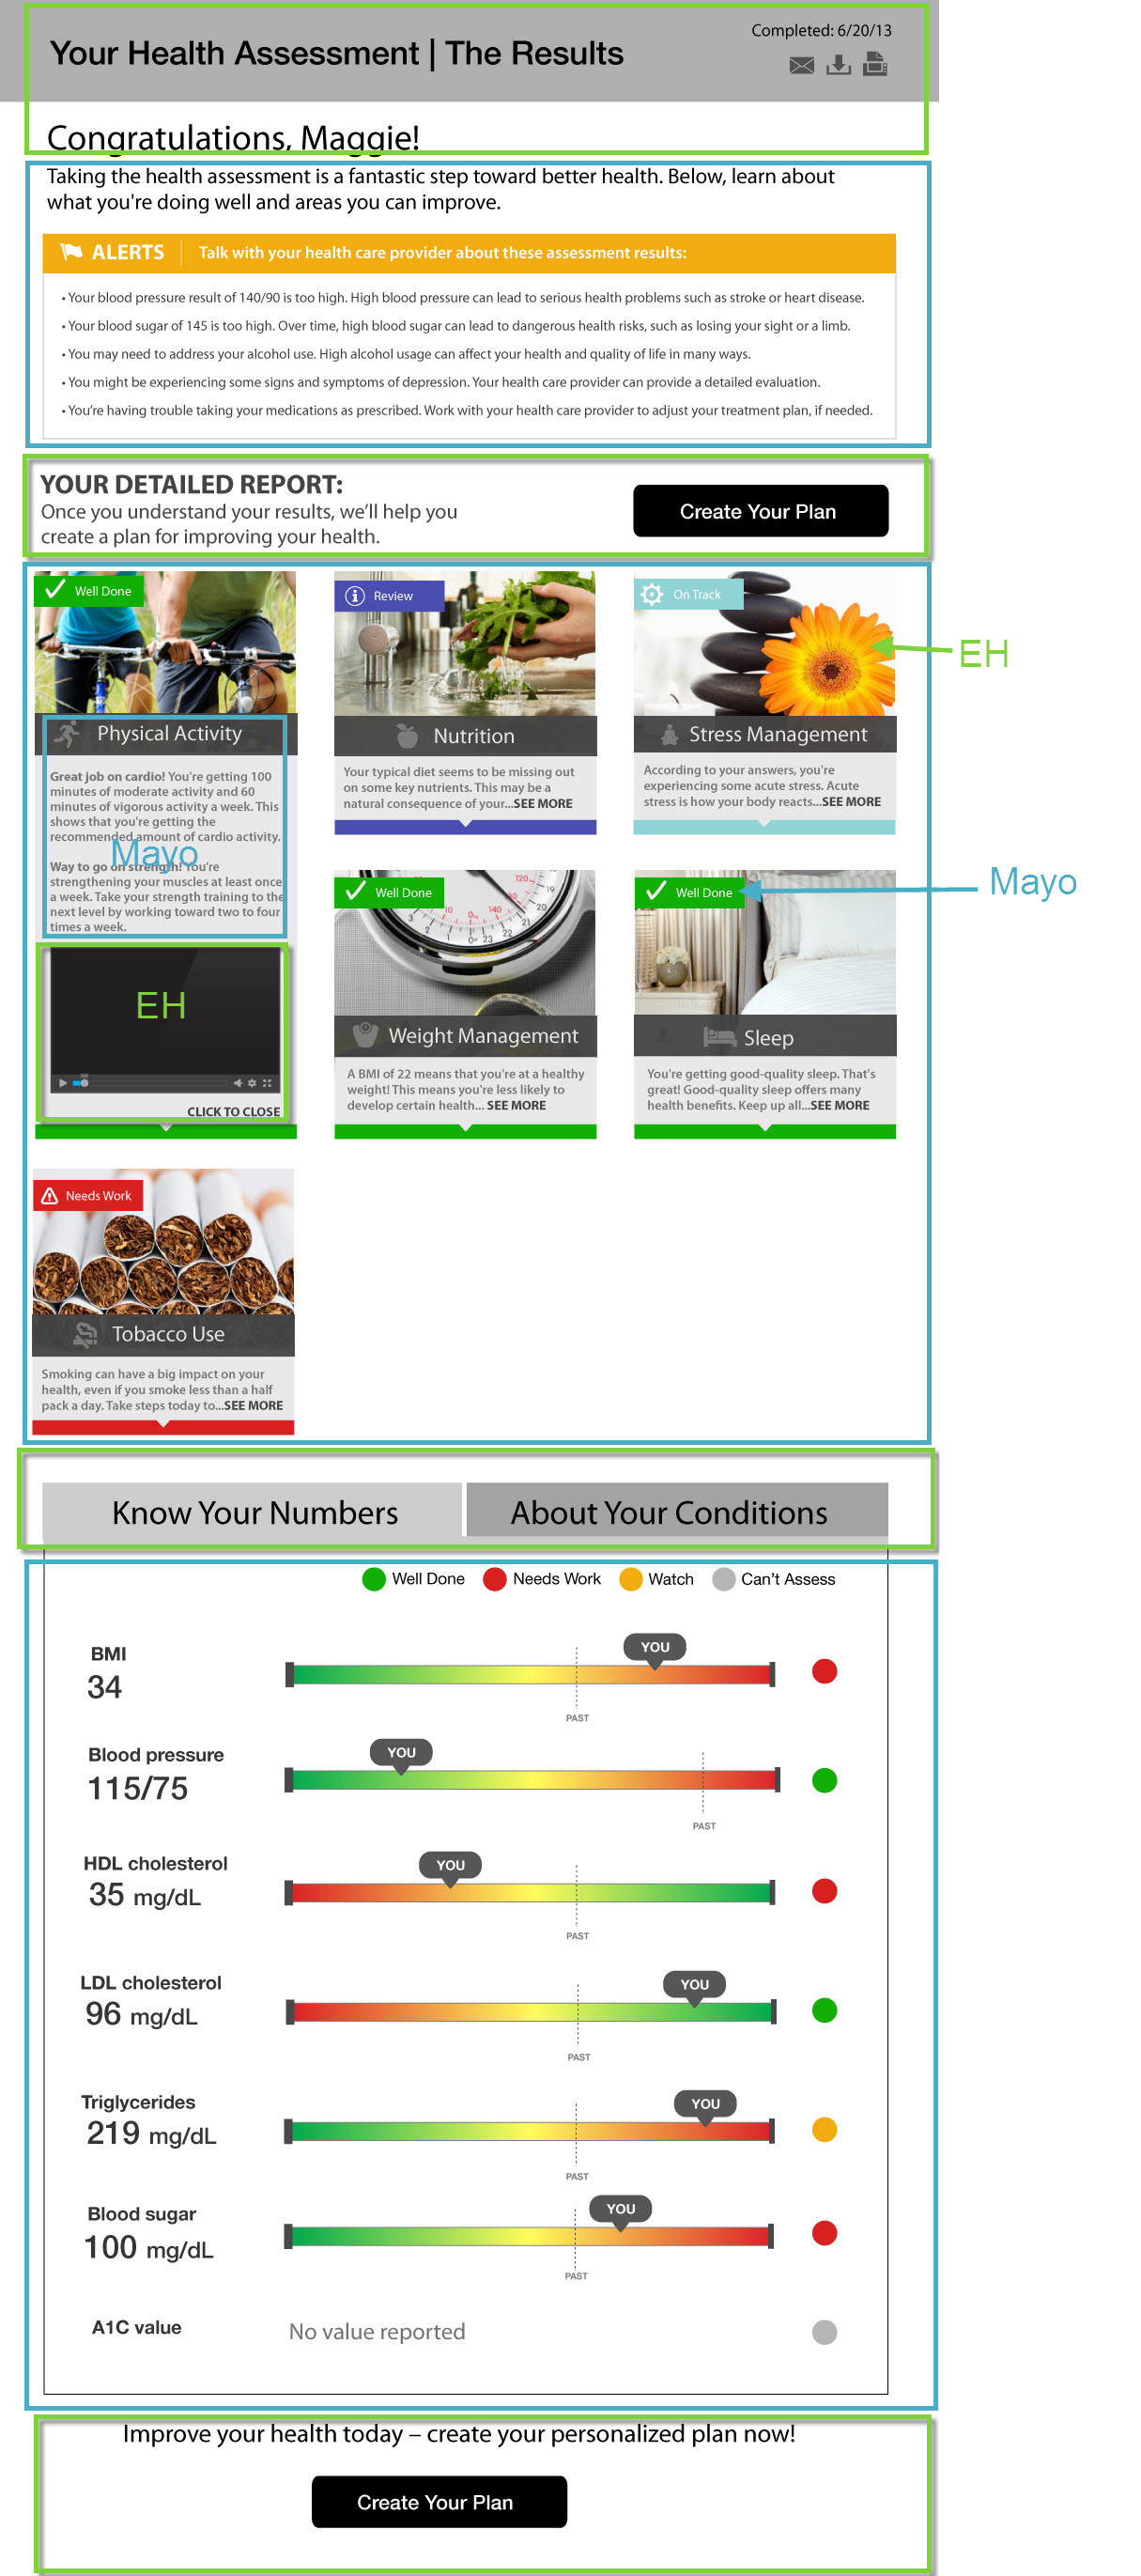 Your Health Assessment | The Results
Completed: 6/20/13
Congratulations, Maggie!
Taking the health assessment is a fantastic step toward better health. Below, learn about
what you're doing well and areas you can improve.
ALERTS
Talk with your health care provider about these assessment results:
• Your blood pressure result of 140/90 is too high. High blood pressure can lead to serious health problems such as stroke or heart disease.
• Your blood sugar of 145 is too high. Over time, high blood sugar can lead to dangerous health risks, such as losing your sight or a limb.
• You may need to address your alcohol use. High alcohol usage can affect your health and quality of life in many ways.
• You might be experiencing some signs and symptoms of depression. Your health care provider can provide a detailed evaluation.
• You're having trouble taking your medications as prescribed. Work with your health care provider to adjust your treatment plan, if needed.
YOUR DETAILED REPORT:
Once you understand your results, we'll help you
create a plan for improving your health.
Create Your Plan
Well Done
Physical Activity
Great job on cardio! You're getting 100
minutes of moderate activity and 60
minutes of vigorous activity a week. This
shows that you're getting the
recommended amount of cardio activity.
Mayo
Way to go on strength! You're
strengthening your muscles at least once
a week. Take your strength training to the
next level by working toward two to four
times a week.
EH
CLICK TO CLOSE
Review
Nutrition
Your typical diet seems to be missing out
on some key nutrients. This may be a
natural consequence of your...SEE MORE
On Track
Stress Management
According to your answers, you're
experiencing some acute stress. Acute
stress is how your body reacts...SEE MORE
EH
Well Done
120
140
10
0
140
19
20
21
22
23
0
1
2
3
Weight Management
A BMI of 22 means that you're at a healthy
weight! This means you're less likely to
develop certain health... SEE MORE
Well Done
Mayo
Sleep
You're getting good-quality sleep. That's
great! Good-quality sleep offers many
health benefits. Keep up all...SEE MORE
Needs Work
Tobacco Use
Smoking can have a big impact on your
health, even if you smoke less than a half
pack a day. Take steps today to...SEE MORE
Know Your Numbers
About Your Conditions
Well Done
Needs Work
Watch
Can't Assess
BMI
34
YOU
PAST
Blood pressure
115/75
YOU
PAST
HDL cholesterol
35 mg/dL
YOU
PAST
LDL cholesterol
96 mg/dL
YOU
PAST
Triglycerides
219 mg/dL
YOU
PAST
Blood sugar
100 mg/dL
YOU
PAST
A1C value
No value reported
Improve your health today – create your personalized plan now!
Create Your Plan